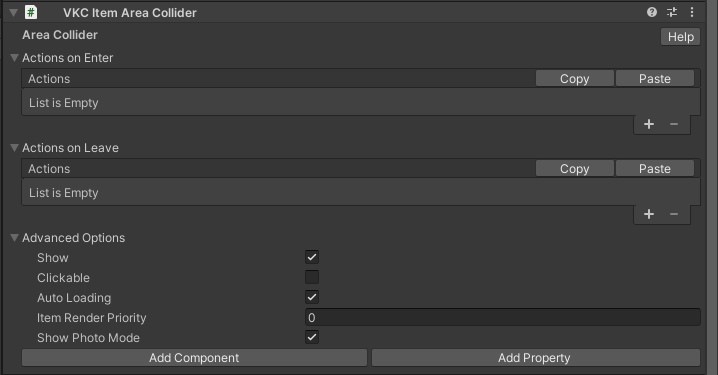 # VKC Item Area Collider
Area Collider Help
Actions on Enter
Actions Copy Paste
List is Empty
+ −
Actions on Leave
Actions Copy Paste
List is Empty
+ −
Advanced Options
Show
Clickable
Auto Loading
Item Render Priority 0
Show Photo Mode
Add Component Add Property